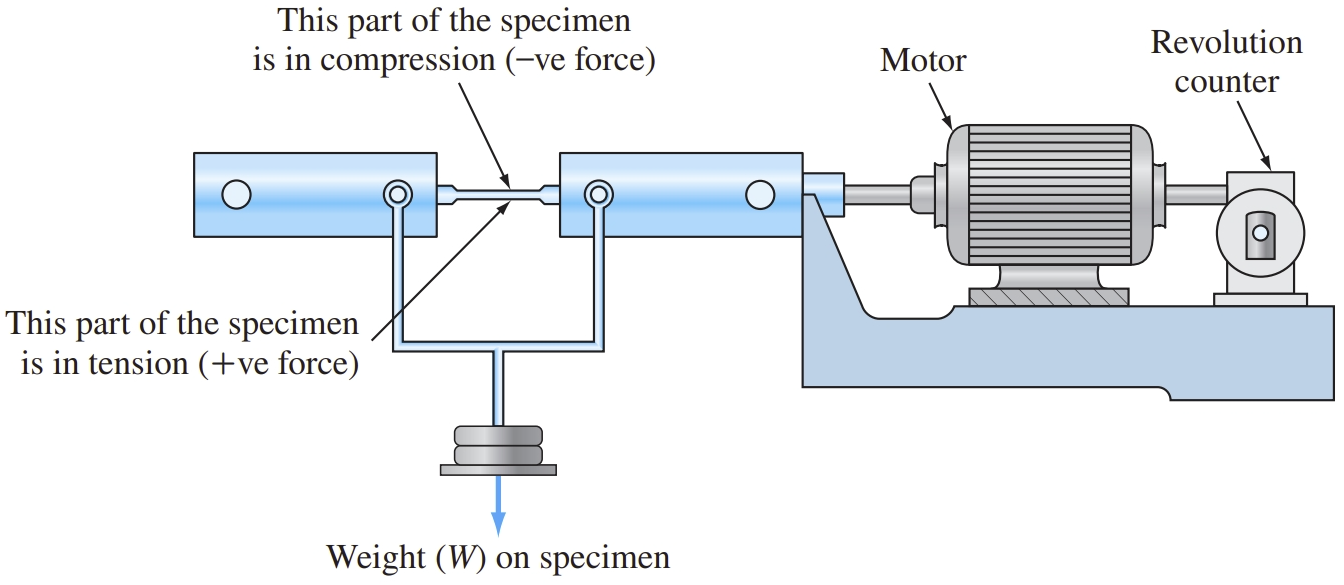 This part of the specimen
is in compression (−ve force)
Motor
Revolution
counter
This part of the specimen
is in tension (+ve force)
Weight (W) on specimen